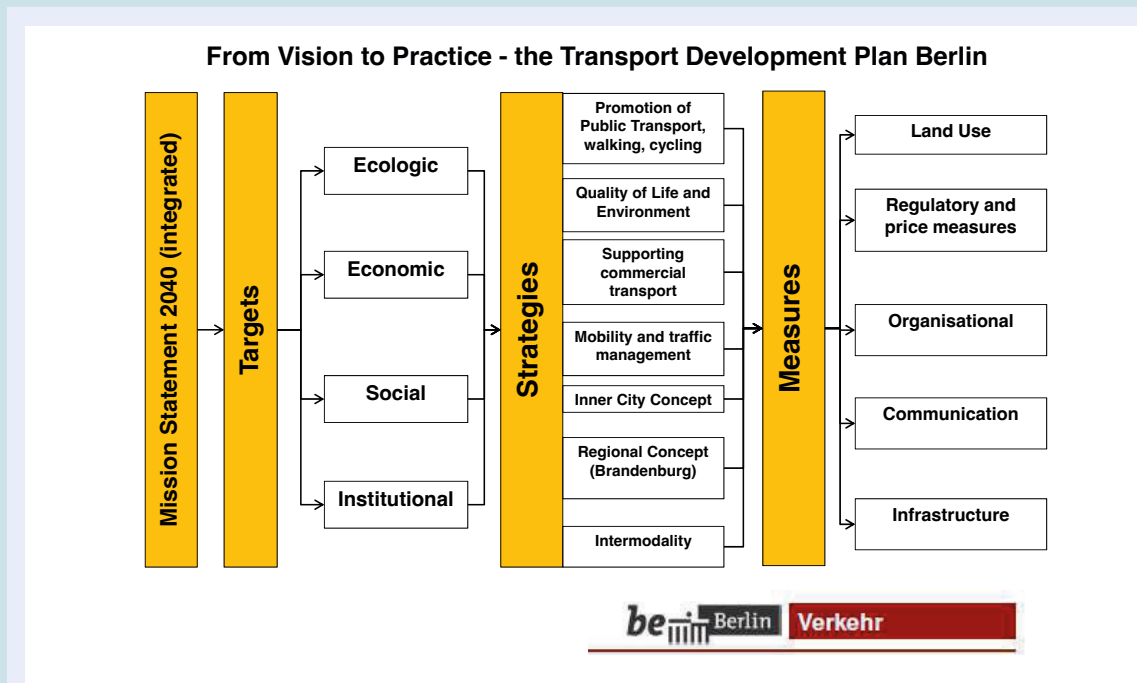 From Vision to Practice - the Transport Development Plan Berlin
Mission Statement 2040 (integrated)
Targets
Ecologic
Economic
Social
Institutional
Strategies
Promotion of
Public Transport,
walking, cycling
Quality of Life and
Environment
Supporting
commercial
transport
Mobility and traffic
management
Inner City Concept
Regional Concept
(Brandenburg)
Intermodality
Measures
Land Use
Regulatory and
price measures
Organisational
Communication
Infrastructure
be Berlin Verkehr